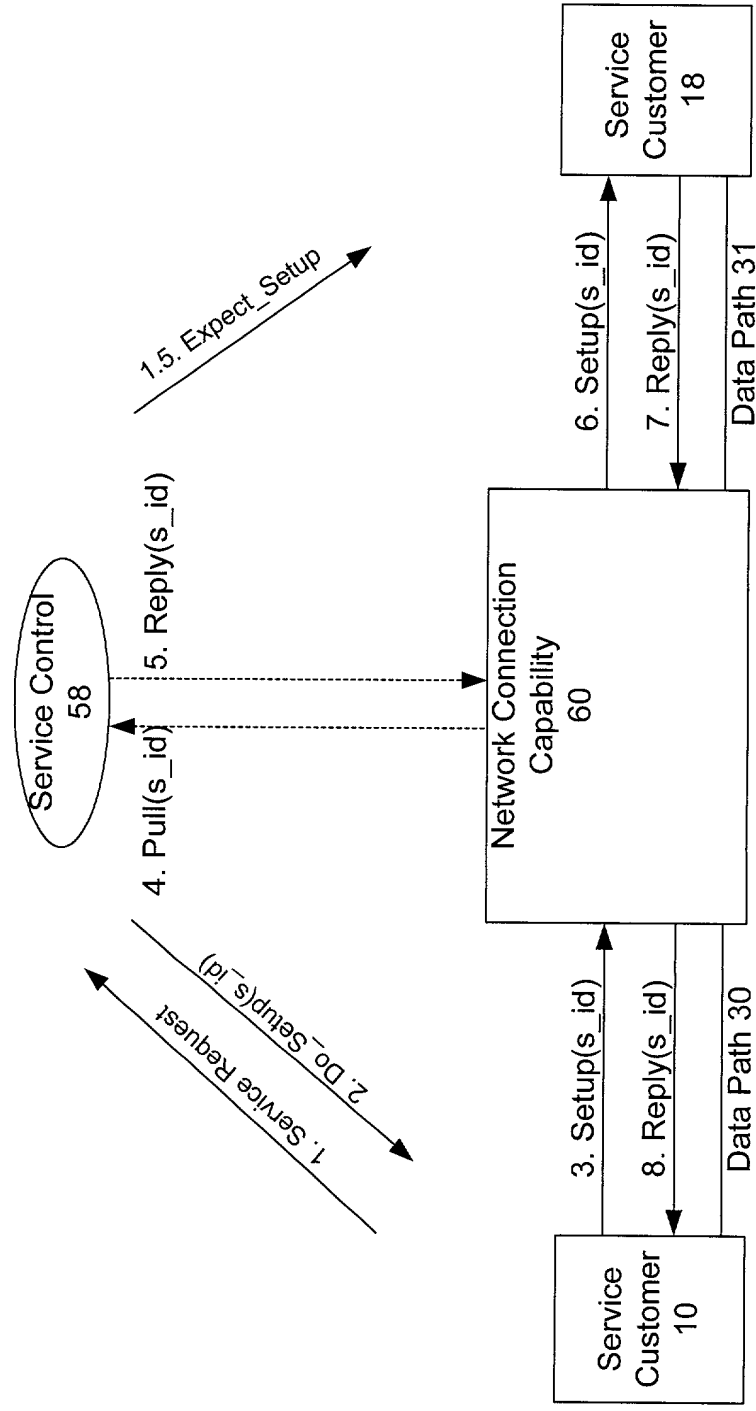 Service Control
58
1. Service Request
2. Do_Setup(s_id)
4. Pull(s_id)
5. Reply(s_id)
1.5. Expect_Setup
Service
Customer
10
3. Setup(s_id)
8. Reply(s_id)
Data Path 30
Network Connection
Capability
60
6. Setup(s_id)
7. Reply(s_id)
Data Path 31
Service
Customer
18